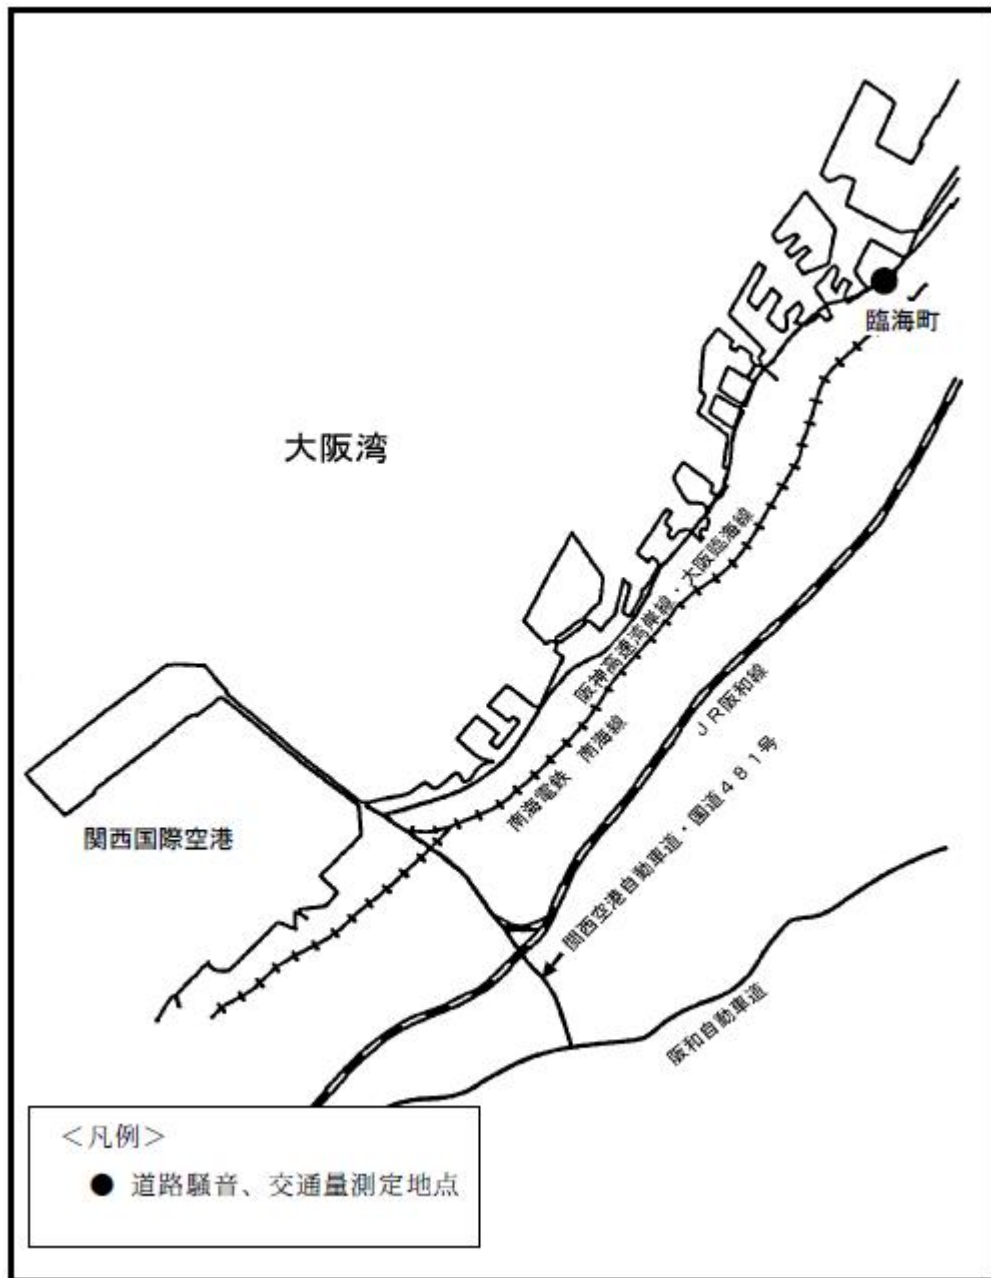 臨海町
大阪湾
阪神高速湾岸線・大阪臨海線
JR阪和線
南海電鉄 南海線
関西国際空港
関西空港自動車道・国道481号
阪和自動車道
<凡例>
● 道路騒音、交通量測定地点